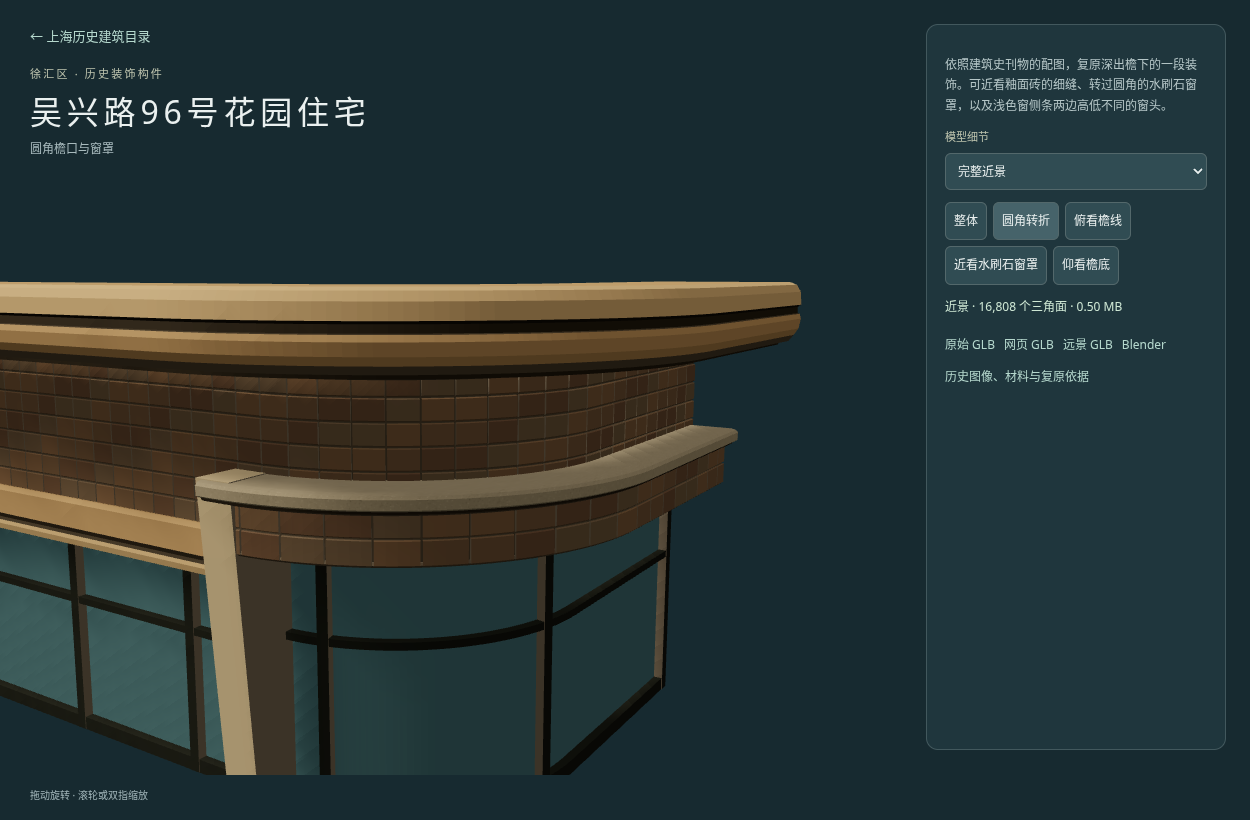 ← 上海历史建筑目录
徐汇区 · 历史装饰构件
吴兴路96号花园住宅
圆角檐口与窗罩
依照建筑史刊物的配图，复原深出檐下的一段装
饰。可近看釉面砖的细缝、转过圆角的水刷石窗
罩，以及浅色窗侧条两边高低不同的窗头。
模型细节
完整近景
整体 圆角转折 俯看檐线
近看水刷石窗罩 仰看檐底
近景 · 16,808 个三角面 · 0.50 MB
原始 GLB 网页 GLB 远景 GLB Blender
历史图像、材料与复原依据
拖动旋转 · 滚轮或双指缩放